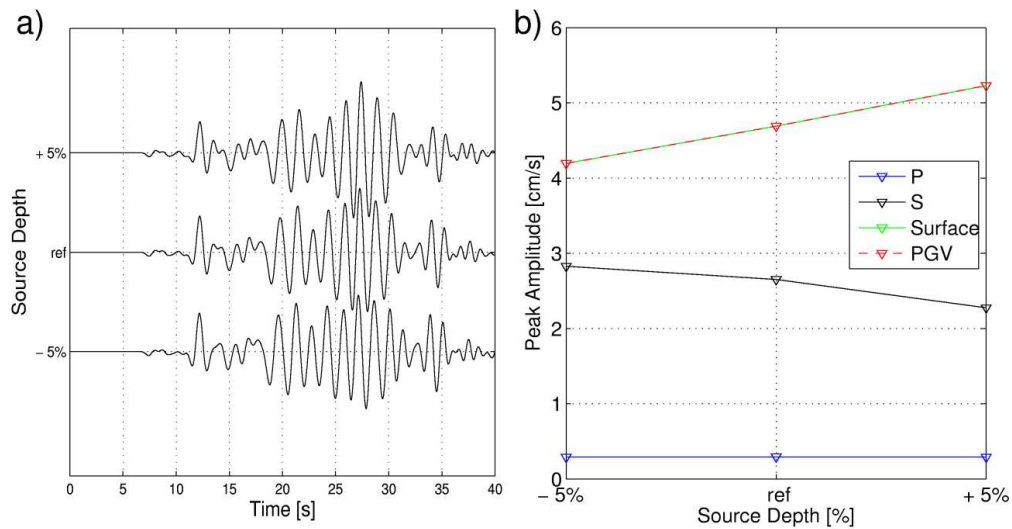 a)
Source Depth
+ 5%
ref
– 5%
0
5
10
15
20
25
30
35
40
Time [s]
b)
Peak Amplitude [cm/s]
6
5
4
3
2
1
0
P
S
Surface
PGV
– 5%
ref
+ 5%
Source Depth [%]